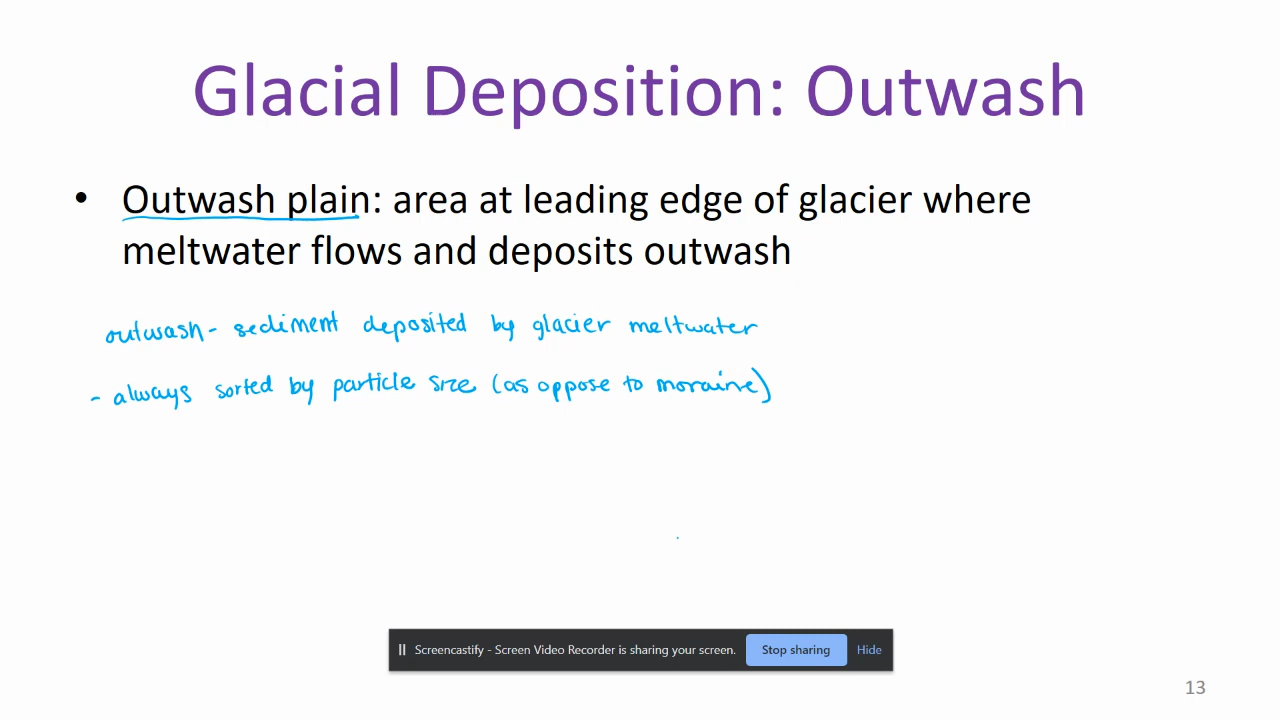 Glacial Deposition: Outwash
• Outwash plain: area at leading edge of glacier where
meltwater flows and deposits outwash
outwash- sediment deposited by glacier meltwater
- always sorted by particle size (as oppose to moraine)
Screencastify - Screen Video Recorder is sharing your screen. Stop sharing Hide
13